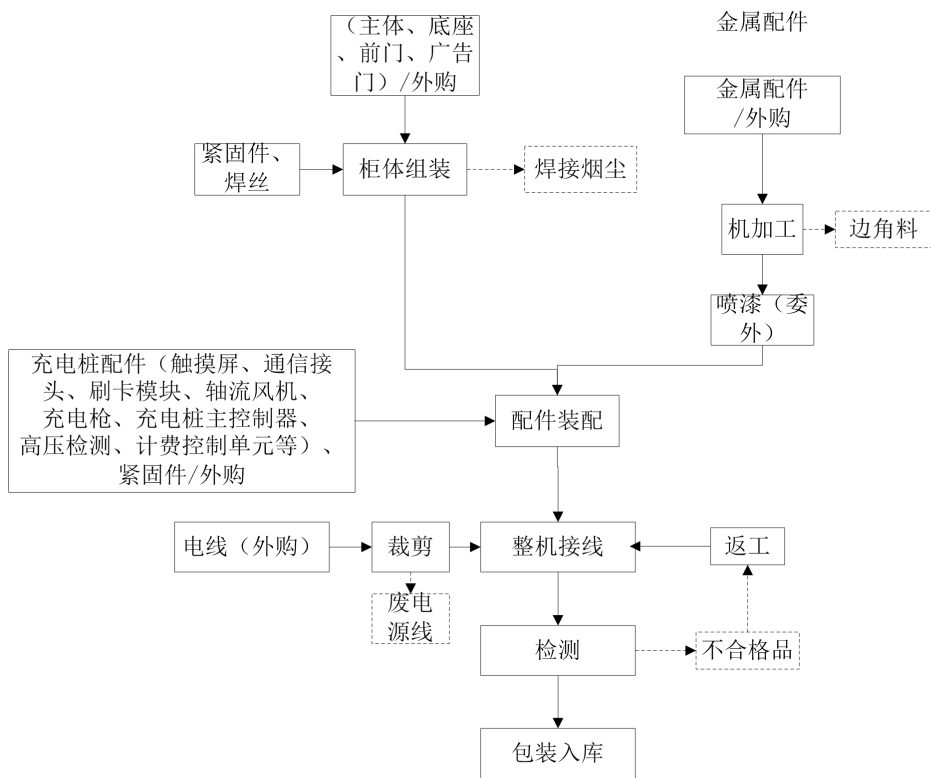 （主体、底座
、前门、广告
门）/外购
金属配件
金属配件
/外购
紧固件、
焊丝
柜体组装
焊接烟尘
机加工
边角料
喷漆（委
外）
充电桩配件（触摸屏、通信接
头、刷卡模块、轴流风机、
充电枪、充电桩主控制器、
高压检测、计费控制单元等）、
紧固件/外购
配件装配
电线（外购）
裁剪
整机接线
返工
废电
源线
检测
不合格品
包装入库